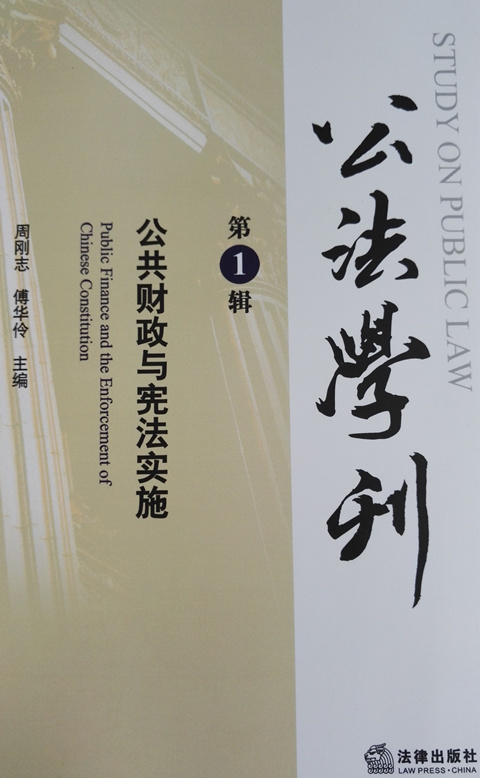 STUDY ON PUBLIC LAW
公法學刊
第1辑
公共财政与宪法实施
Public Finance and the Enforcement of
Chinese Constitution
周刚志 傅华伶 主编
法律出版社
LAW PRESS·CHINA